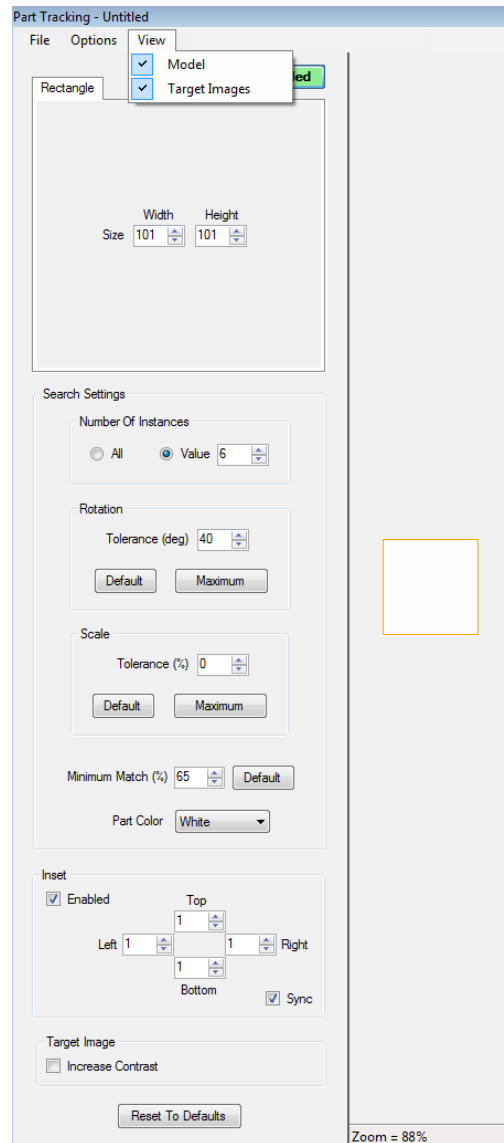 Part Tracking - Untitled
File Options View
Model
Target Images
Rectangle
Width Height
Size 101 101
Search Settings
Number Of Instances
All Value 6
Rotation
Tolerance (deg) 40
Default Maximum
Scale
Tolerance (%) 0
Default Maximum
Minimum Match (%) 65 Default
Part Color White
Inset
Enabled
Top
1
Left 1 1 Right
1
Bottom
Sync
Target Image
Increase Contrast
Reset To Defaults
Zoom = 88%